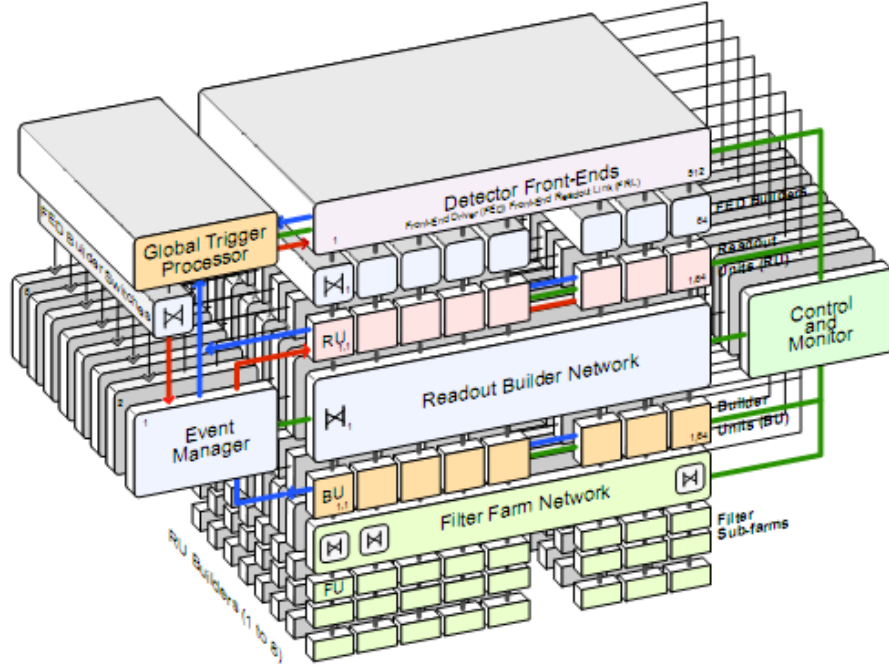 Detector Front-Ends
Front-End Driver (FED) Front-End Readout Link (FRL)
1
512
FED Builders
64
Global Trigger
Processor
FED Builder Switches
1
Readout
Units (RU)
1,64
RU
1,1
Control
and
Monitor
Readout Builder Network
1
8
2
1
Event
Manager
Builder
Units (BU)
1,64
BU
1,1
Filter Farm Network
Filter
Sub-farms
FU
RU Builders (1 to 8)